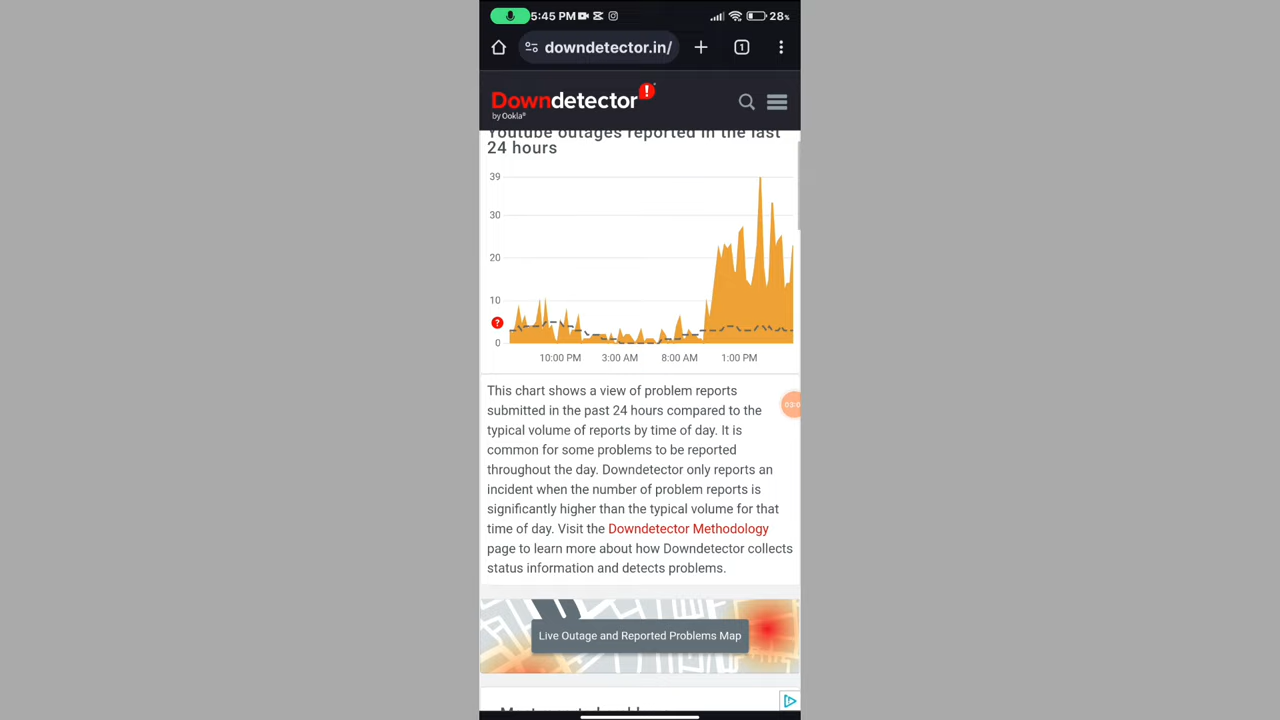 5:45 PM 28%
downdetector.in/ 1
Downdetector !
by Ookla®
Youtube outages reported in the last
24 hours
39
30
20
10
?
0
10:00 PM 3:00 AM 8:00 AM 1:00 PM
This chart shows a view of problem reports
submitted in the past 24 hours compared to the
typical volume of reports by time of day. It is
common for some problems to be reported
throughout the day. Downdetector only reports an
incident when the number of problem reports is
significantly higher than the typical volume for that
time of day. Visit the Downdetector Methodology
page to learn more about how Downdetector collects
status information and detects problems.
Live Outage and Reported Problems Map